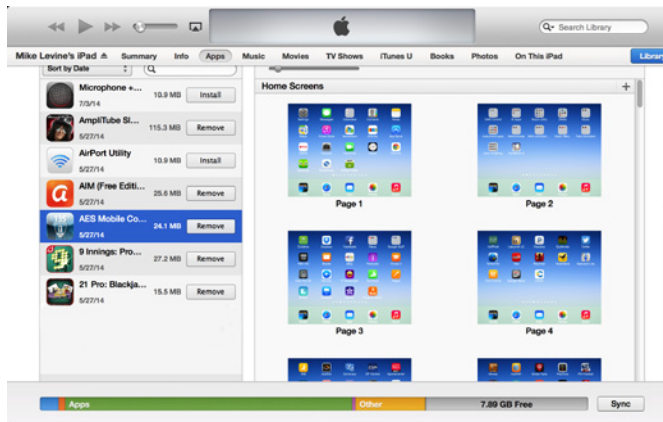 Search Library
Mike Levine's iPad Summary Info Apps Music Movies TV Shows iTunes U Books Photos On This iPad Library
Sort by Date
Home Screens +
Microphone +...
7/3/14
10.9 MB Install
AmpliTube Sl...
5/27/14
115.3 MB Remove
AirPort Utility
5/27/14
10.9 MB Install
AIM (Free Editi...
5/27/14
25.6 MB Remove
AES Mobile Co...
5/27/14
24.1 MB Remove
9 Innings: Pro...
5/27/14
27.2 MB Remove
21 Pro: Blackja...
5/27/14
15.5 MB Remove
Page 1 Page 2
Page 3 Page 4
Apps Other 7.89 GB Free Sync